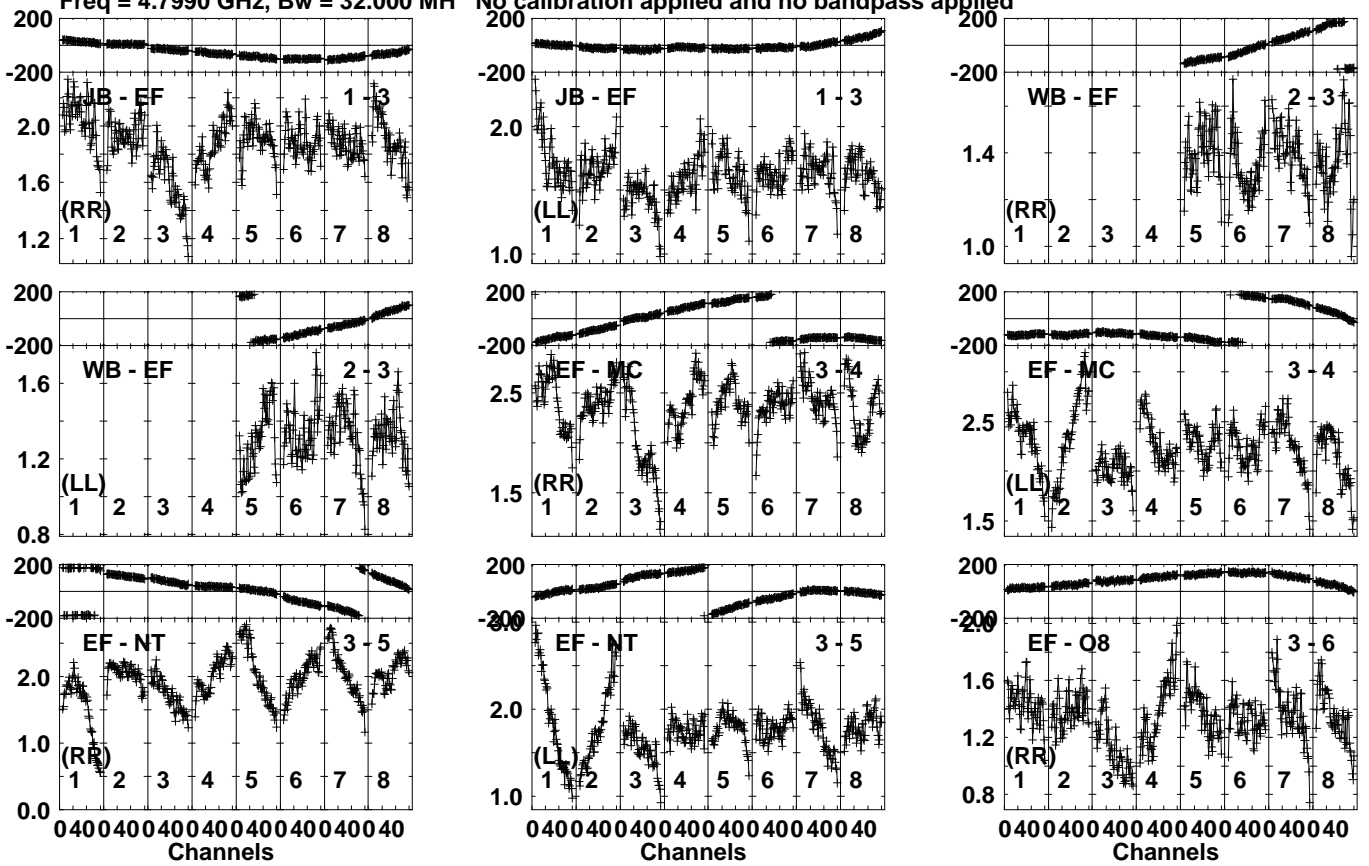 Freq = 4.7990 GHz, Bw = 32.000 MH No calibration applied and no bandpass applied
200 200 200
-200 -200 -200
JB - EF 1 - 3 JB - EF 1 - 3 WB - EF 2 - 3
2.0 2.0
1.6 1.4
(RR) (LL) (RR)
1.2 1 2 3 4 5 6 7 8 1.0 1 2 3 4 5 6 7 8 1.0 1 2 3 4 5 6 7 8
200 200 200
-200 -200 -200
WB - EF 2 - 3 EF - MC 3 - 4 EF - MC 3 - 4
1.6 2.5 2.5
1.2
(LL) 1.5 (RR) (LL)
1 2 3 4 5 6 7 8 1 2 3 4 5 6 7 8 1 2 3 4 5 6 7 8
0.8 1.5
200 200 200
-200 -200 -200
3.0 2.0
EF - NT 3 - 5 EF - NT 3 - 5 EF - O8 3 - 6
2.0 2.0 1.6
1.0 1.2
(RR) (LL) (RR)
1 2 3 4 5 6 7 8 1 2 3 4 5 6 7 8 1 2 3 4 5 6 7 8
0.0 1.0 0.8
0 40 0 40 0 40 0 40 0 40 0 40 0 40 0 40 0 40 0 40 0 40 0 40 0 40 0 40 0 40 0 40 0 40 0 40 0 40 0 40 0 40 0 40 0 40 0 40
Channels Channels Channels